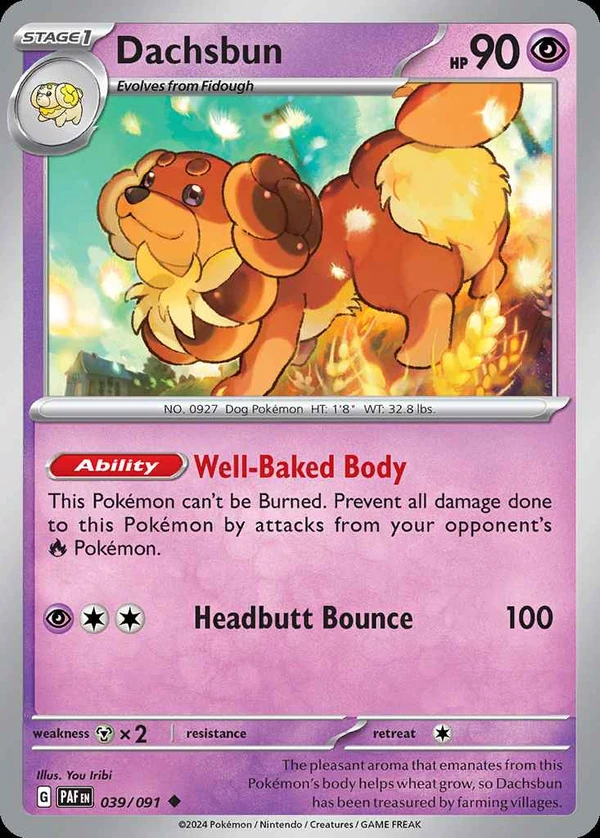 STAGE1
Dachsbun
HP 90
Evolves from Fidough
NO. 0927 Dog Pokémon HT: 1'8" WT: 32.8 lbs.
Ability Well-Baked Body
This Pokémon can't be Burned. Prevent all damage done
to this Pokémon by attacks from your opponent's
Pokémon.
Headbutt Bounce 100
weakness ×2 resistance retreat
Illus. You Iribi
The pleasant aroma that emanates from this
Pokémon's body helps wheat grow, so Dachsbun
has been treasured by farming villages.
G PAF EN 039/091
©2024 Pokémon / Nintendo / Creatures / GAME FREAK